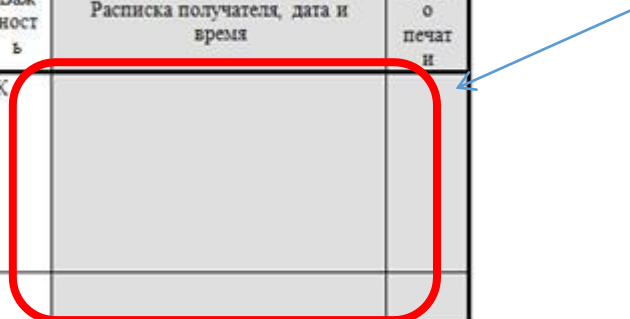 ност
ь
Расписка получателя, дата и
время
о
печат
и